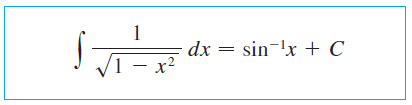 ∫ 1/√(1 − x²) dx = sin⁻¹x + C